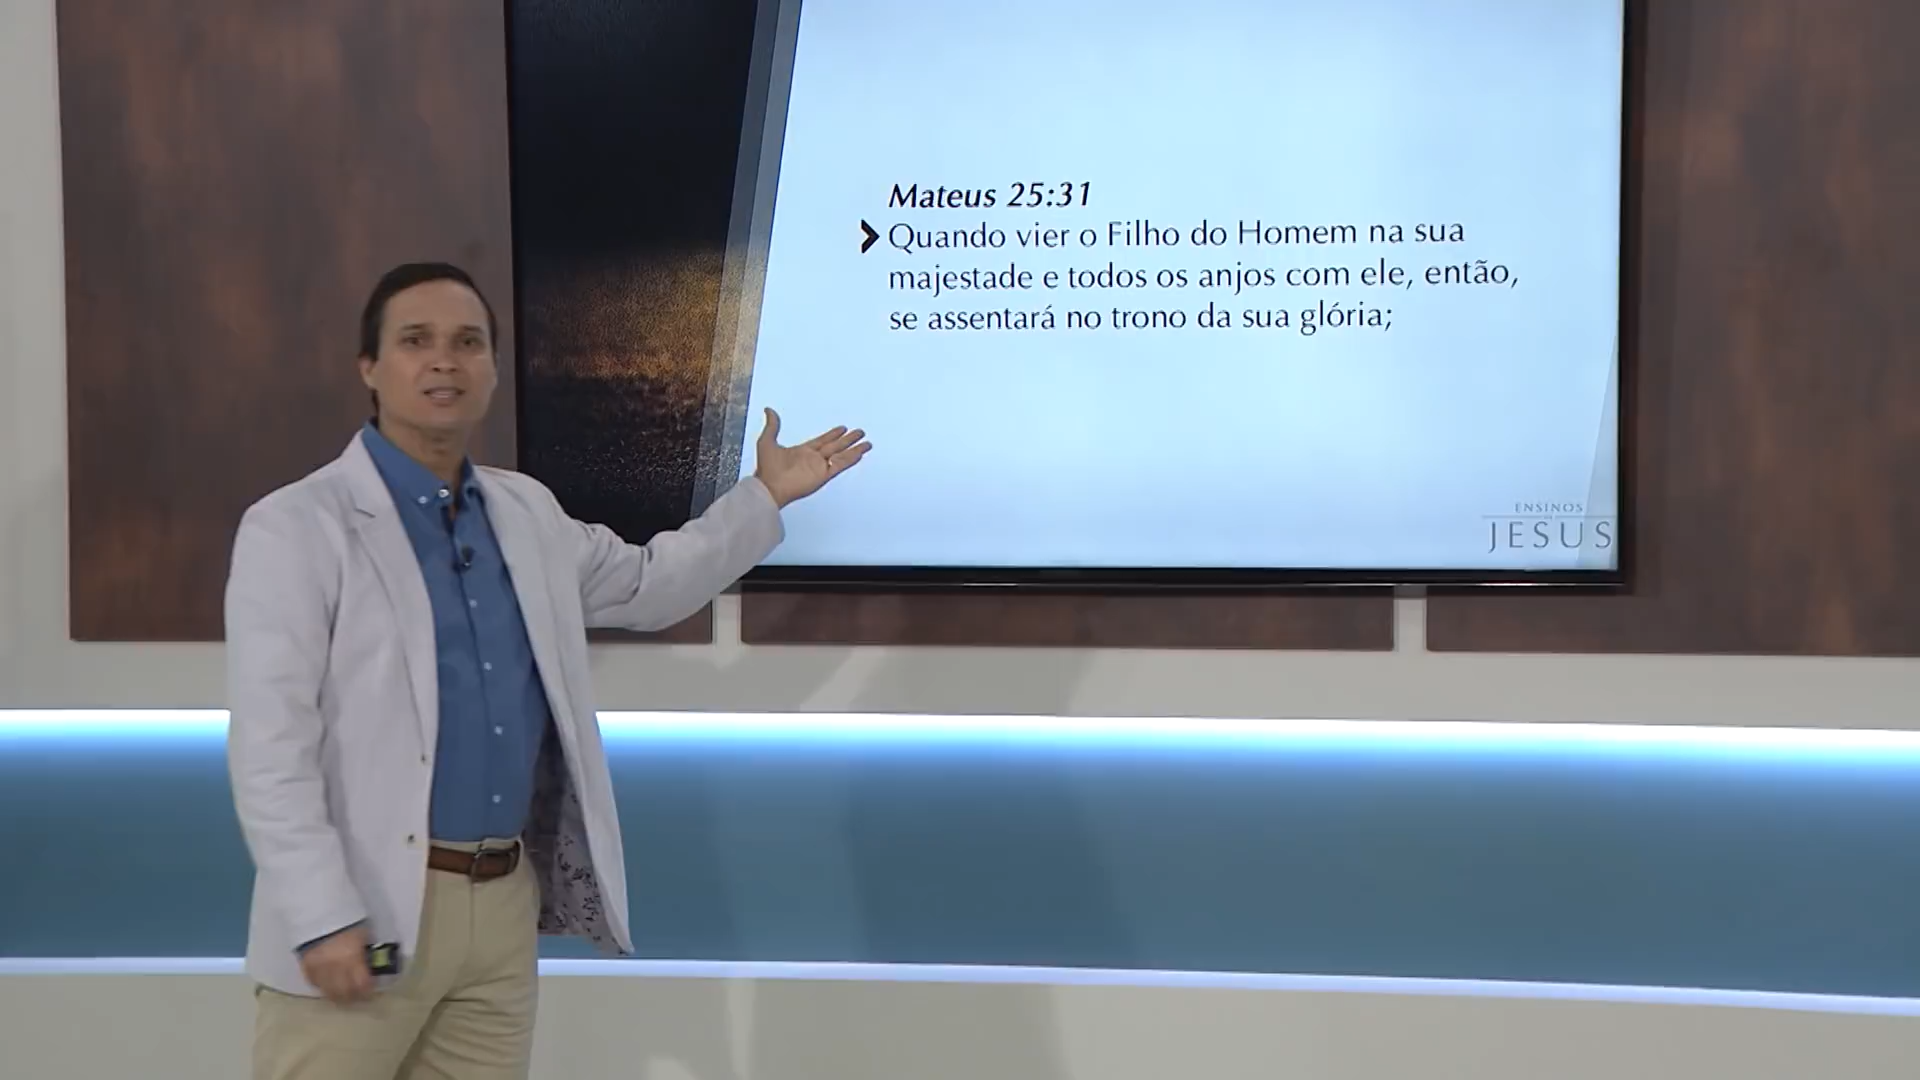 Mateus 25:31
Quando vier o Filho do Homem na sua
majestade e todos os anjos com ele, então,
se assentará no trono da sua glória;
ENSINOS
JESUS